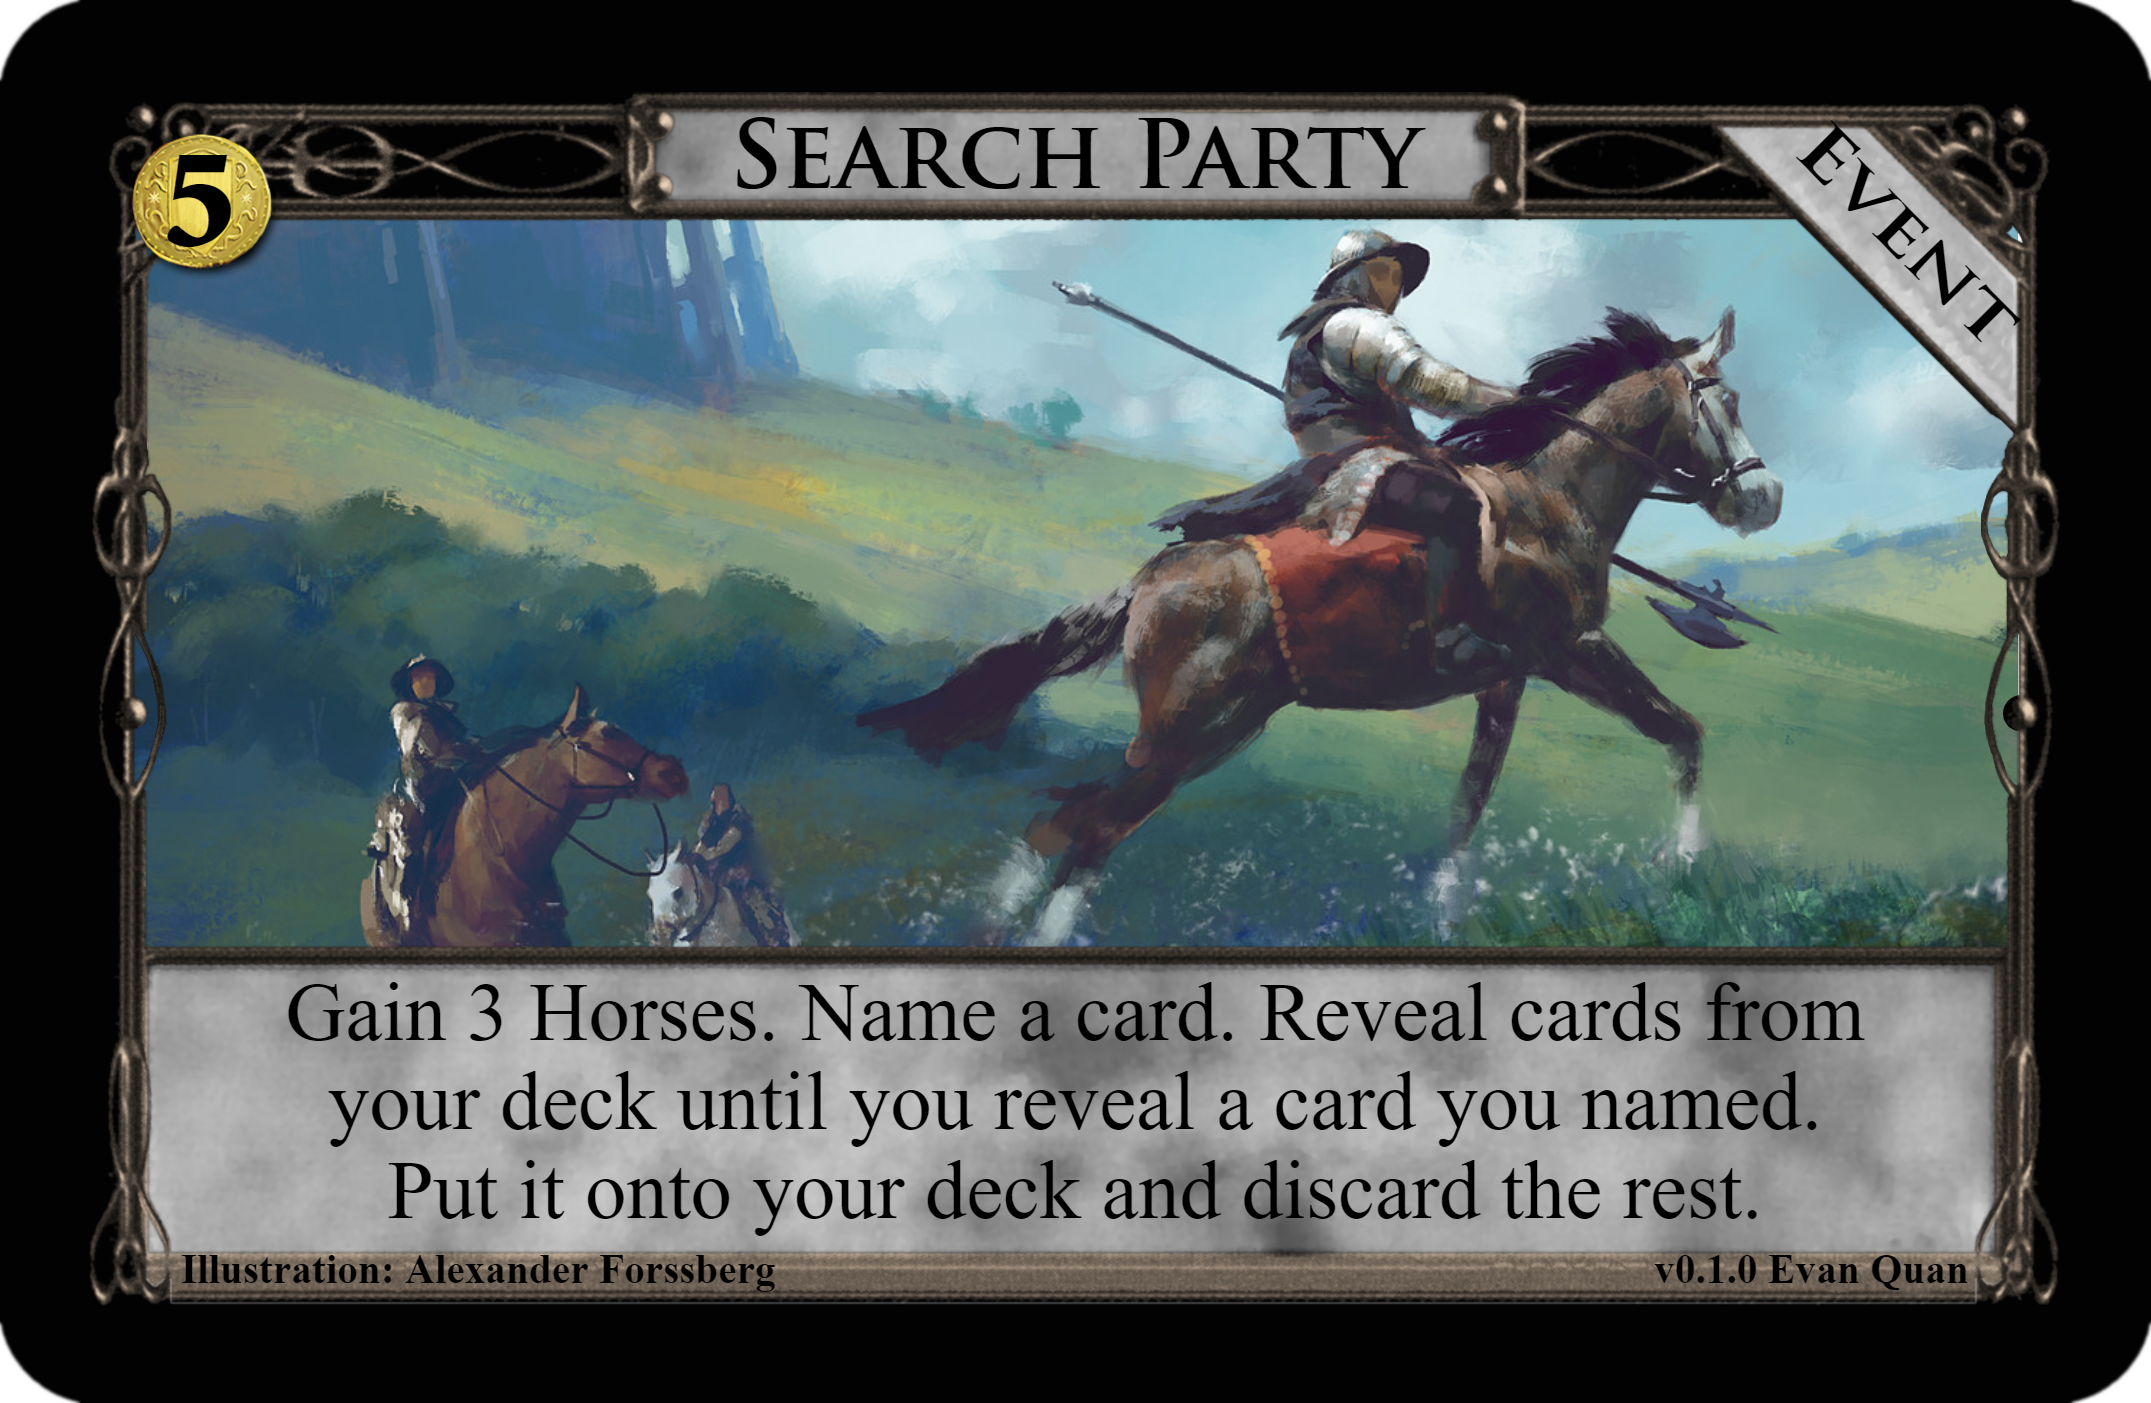 5
Search Party
Event
Gain 3 Horses. Name a card. Reveal cards from
your deck until you reveal a card you named.
Put it onto your deck and discard the rest.
Illustration: Alexander Forssberg
v0.1.0 Evan Quan